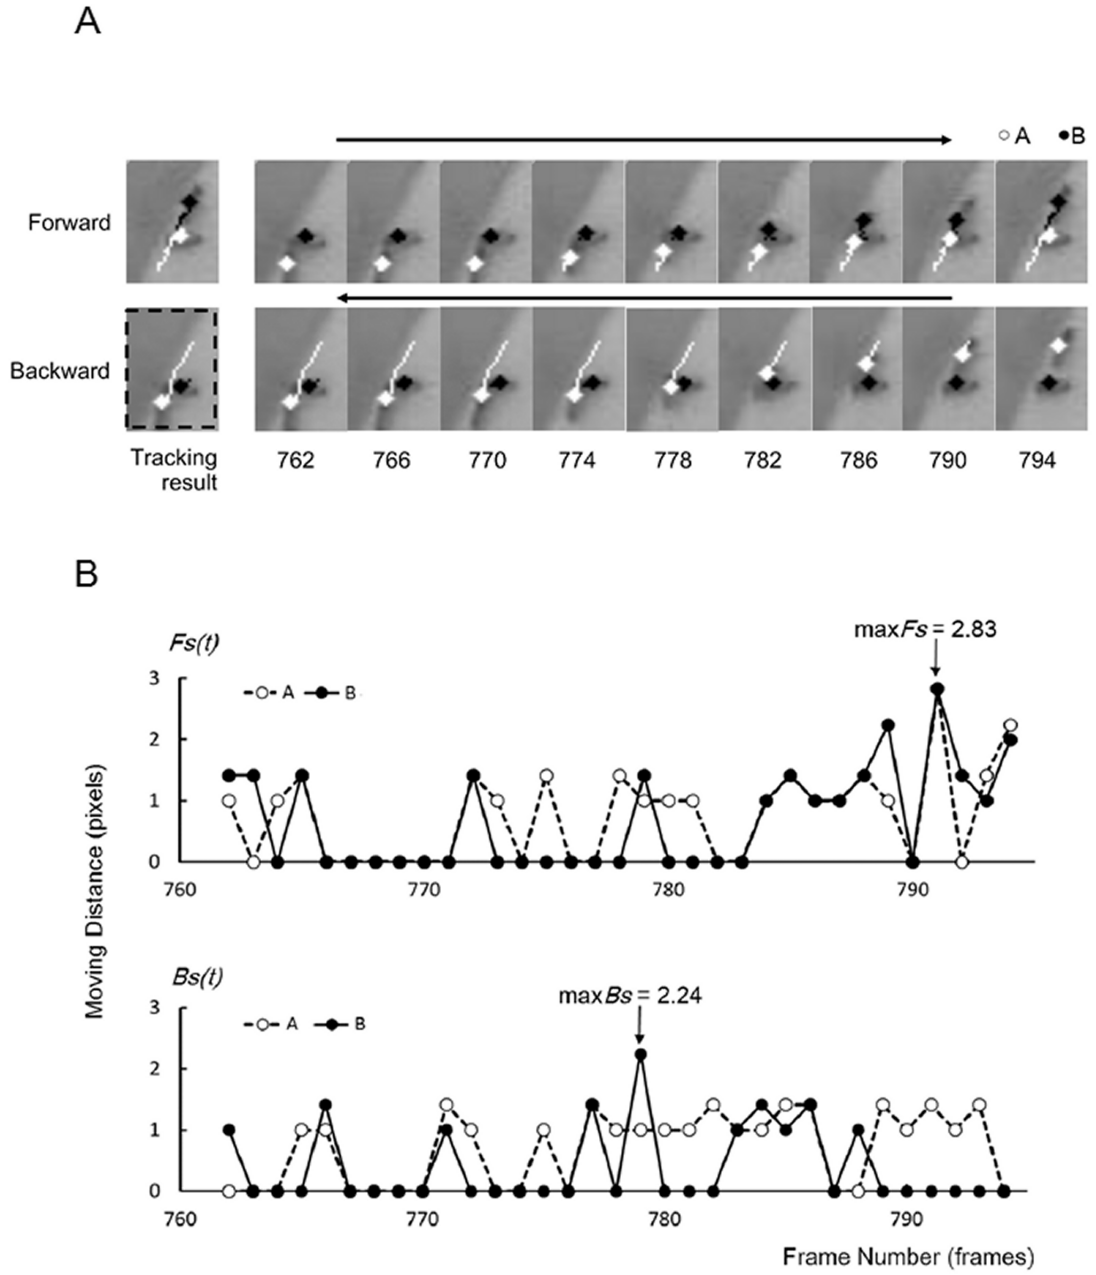 A
A B
Forward
Backward
Tracking
result
762 766 770 774 778 782 786 790 794
B
maxFs = 2.83
Fs(t)
3
A B
2
1
0
760 770 780 790
Moving Distance (pixels)
Bs(t)
maxBs = 2.24
3
A B
2
1
0
760 770 780 790
Frame Number (frames)